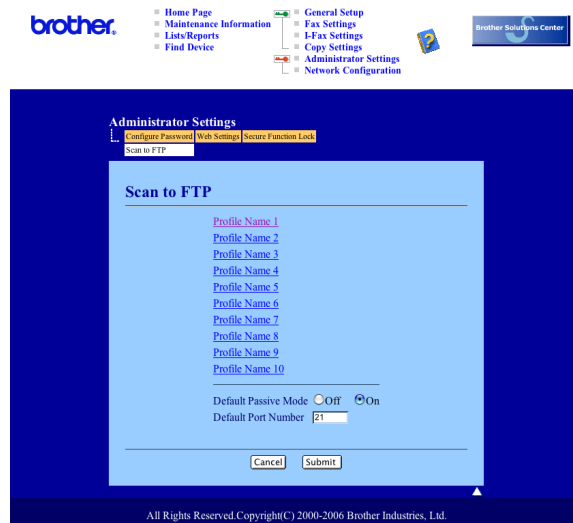 brother®
Home Page
Maintenance Information
Lists/Reports
Find Device
General Setup
Fax Settings
I-Fax Settings
Copy Settings
Administrator Settings
Network Configuration
?
Brother Solutions Center
Administrator Settings
Configure Password Web Settings Secure Function Lock
Scan to FTP
Scan to FTP
Profile Name 1
Profile Name 2
Profile Name 3
Profile Name 4
Profile Name 5
Profile Name 6
Profile Name 7
Profile Name 8
Profile Name 9
Profile Name 10
Default Passive Mode Off On
Default Port Number 21
Cancel Submit
All Rights Reserved.Copyright(C) 2000-2006 Brother Industries, Ltd.